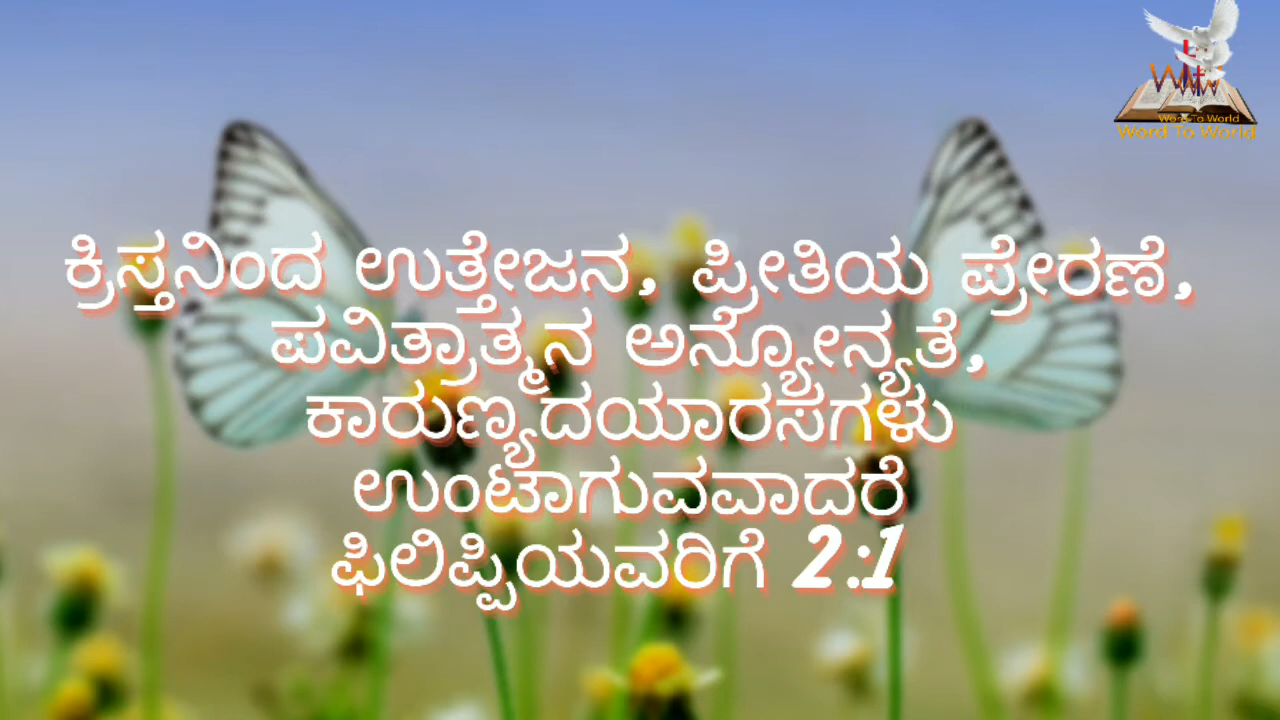 Word To World
Word To World
ಕ್ರಿಸ್ತನಿಂದ ಉತ್ತೇಜನ, ಪ್ರೀತಿಯ ಪ್ರೇರಣೆ,
ಪವಿತ್ರಾತ್ಮನ ಅನ್ಯೋನ್ಯತೆ,
ಕಾರುಣ್ಯದಯಾರಸಗಳು
ಉಂಟಾಗುವವಾದರೆ
ಫಿಲಿಪ್ಪಿಯವರಿಗೆ 2:1